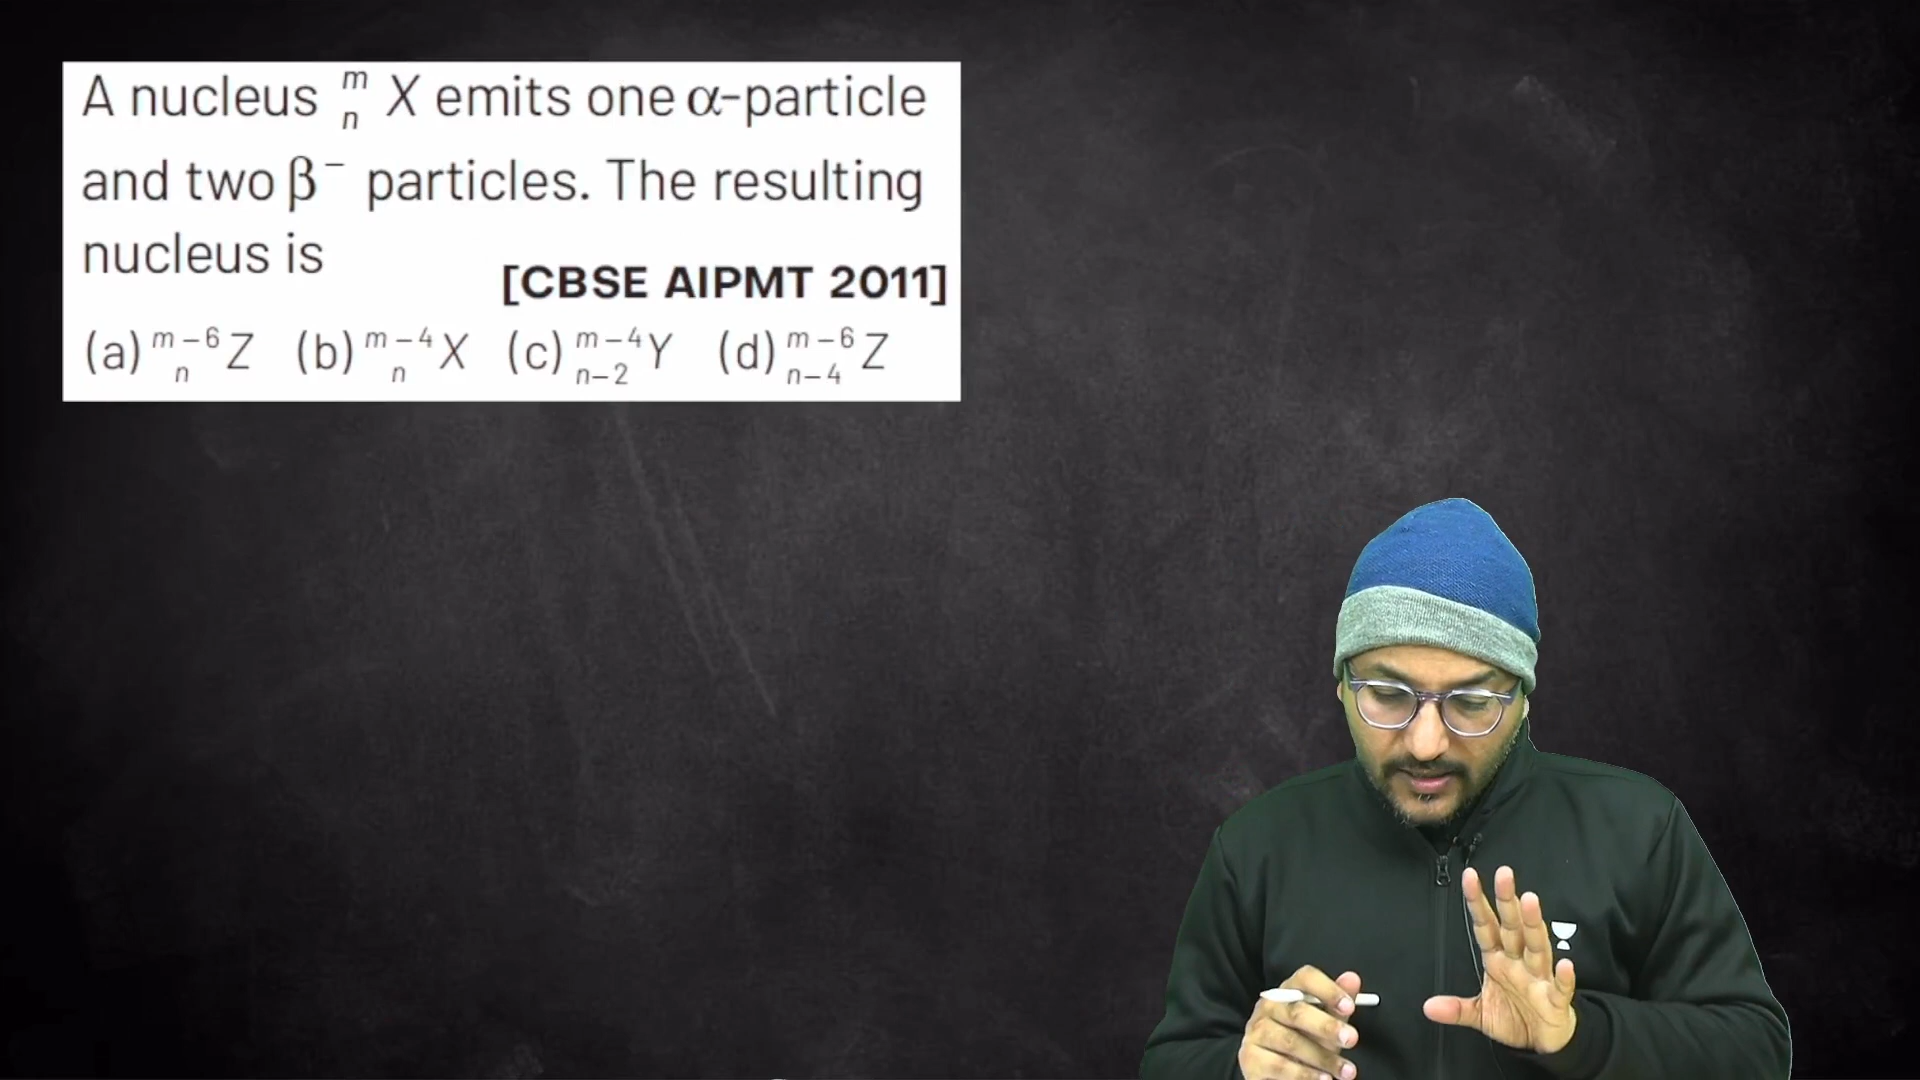 A nucleus ᵐₙ X emits one α-particle
and two β⁻ particles. The resulting
nucleus is
[CBSE AIPMT 2011]
(a) ᵐ⁻⁶ₙZ (b) ᵐ⁻⁴ₙX (c) ᵐ⁻⁴ₙ₋₂Y (d) ᵐ⁻⁶ₙ₋₄Z